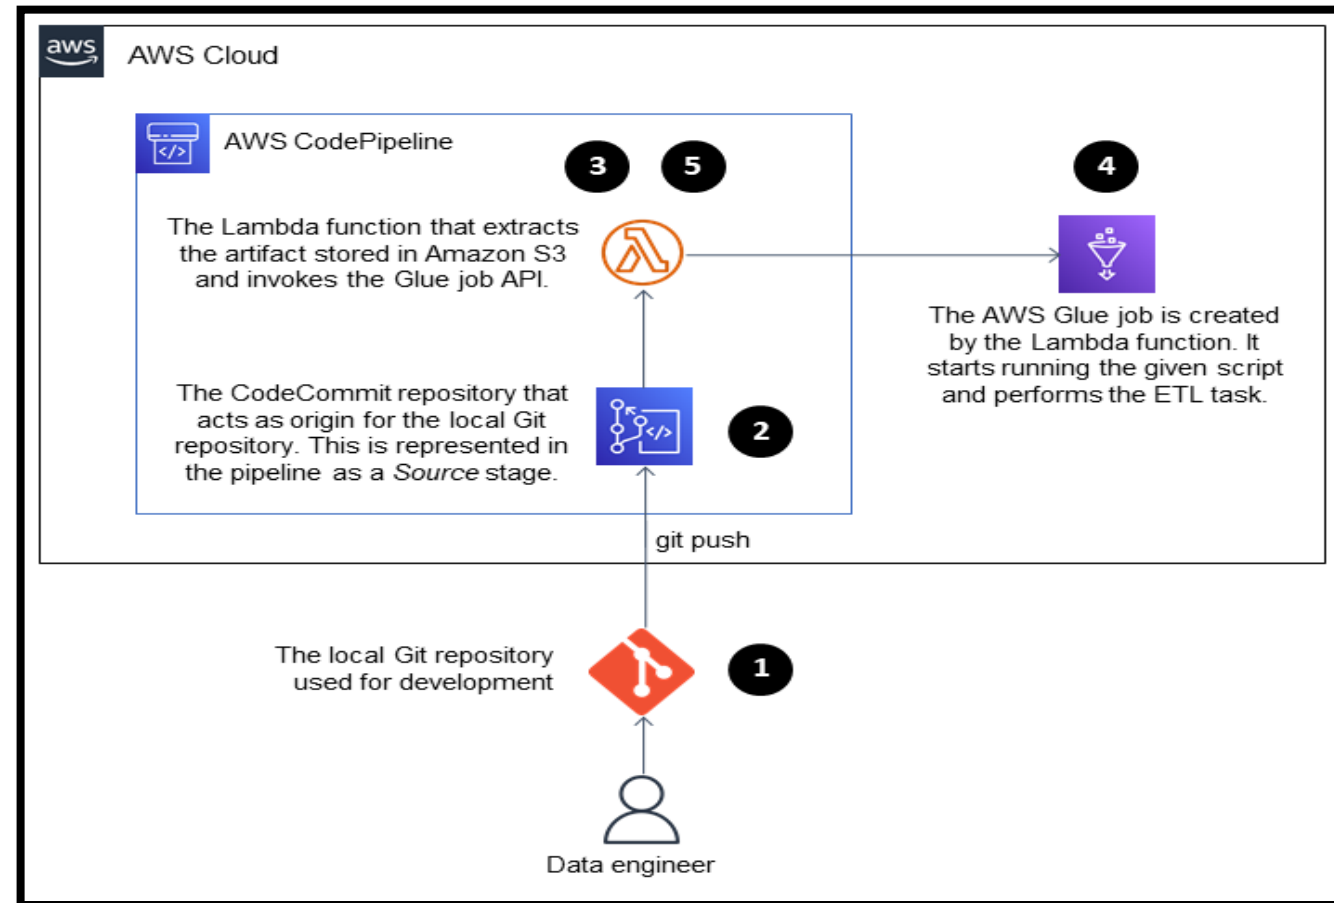 aws
AWS Cloud
AWS CodePipeline
3
5
4
The Lambda function that extracts
the artifact stored in Amazon S3
and invokes the Glue job API.
The AWS Glue job is created
by the Lambda function. It
starts running the given script
and performs the ETL task.
The CodeCommit repository that
acts as origin for the local Git
repository. This is represented in
the pipeline as a Source stage.
2
git push
The local Git repository
used for development
1
Data engineer